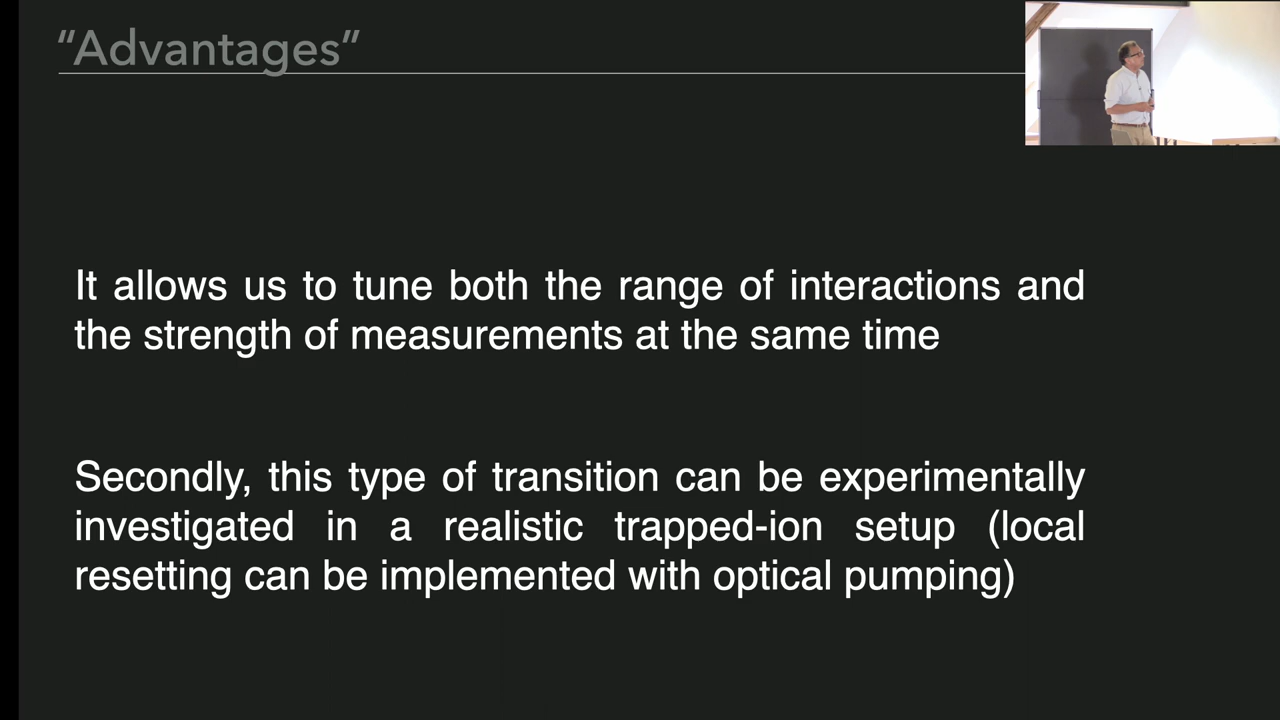 “Advantages”
It allows us to tune both the range of interactions and
the strength of measurements at the same time
Secondly, this type of transition can be experimentally
investigated in a realistic trapped-ion setup (local
resetting can be implemented with optical pumping)